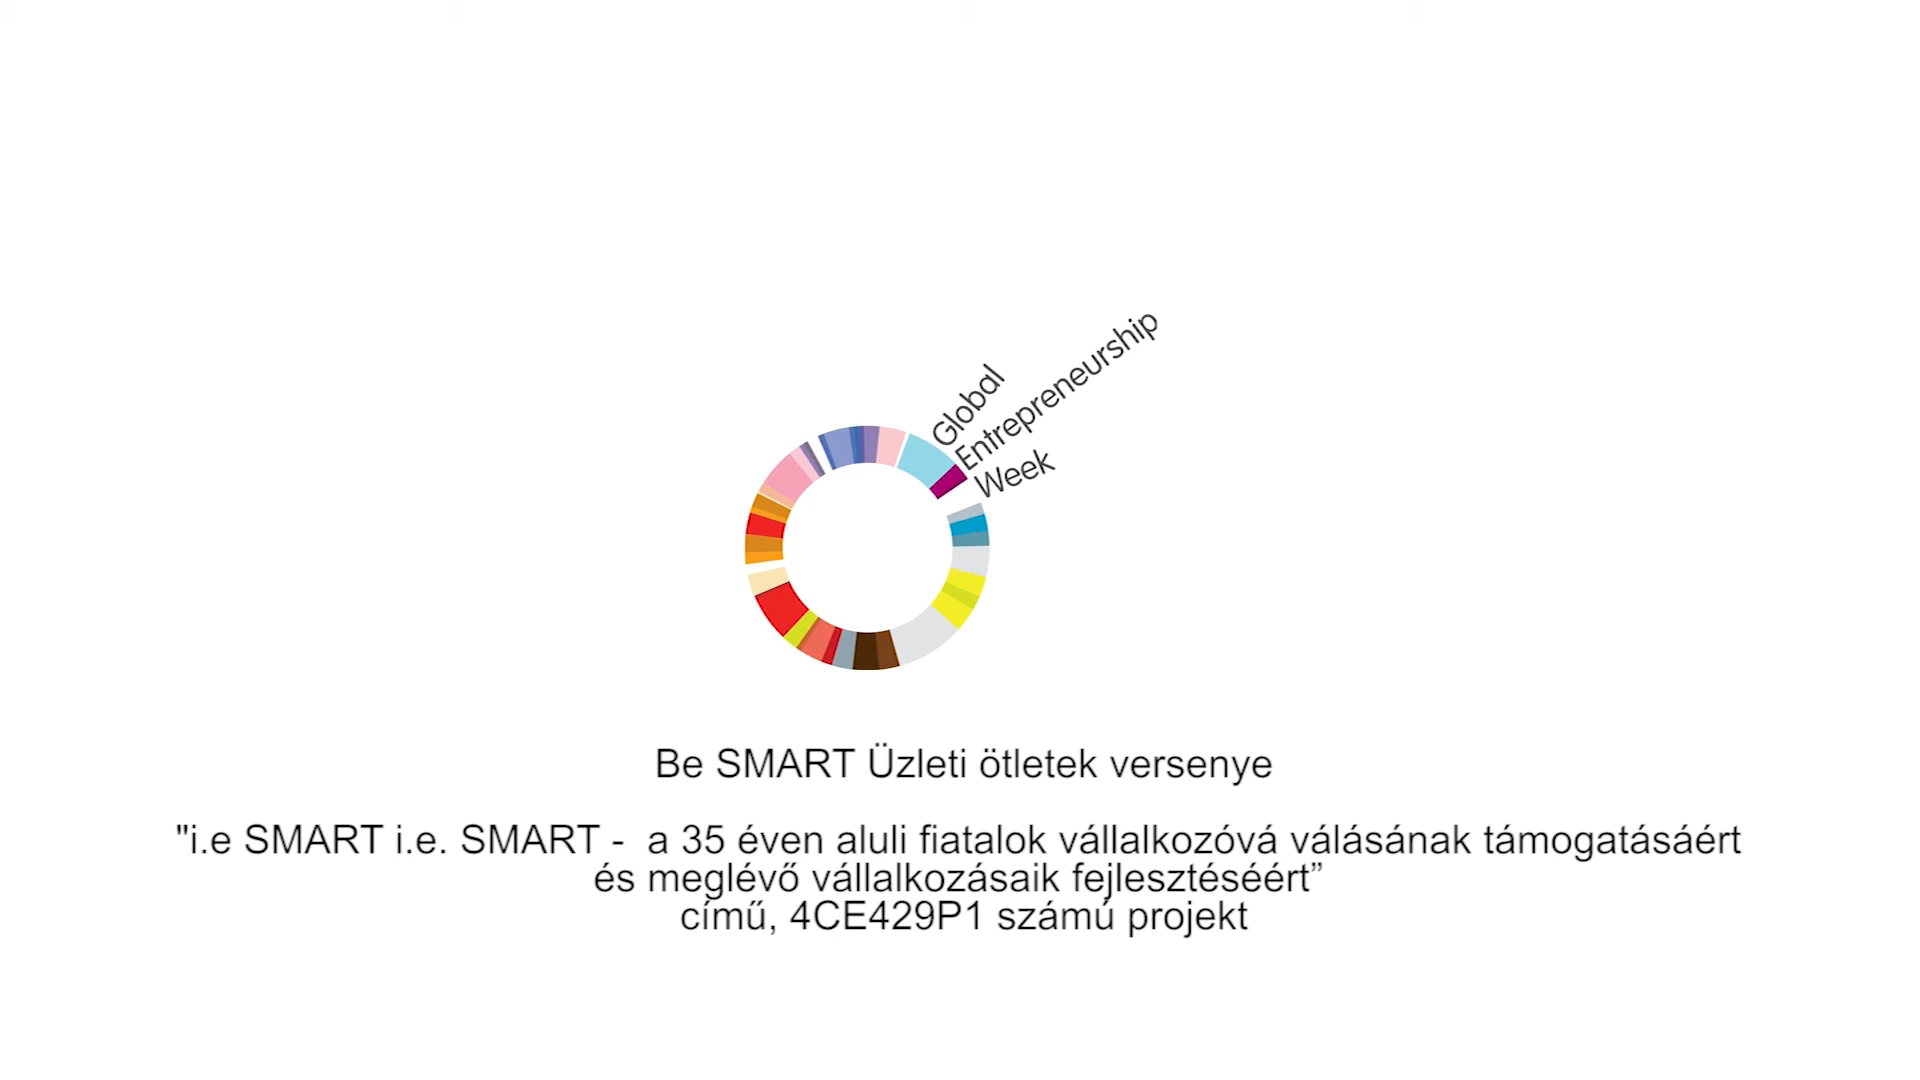 Global
Entrepreneurship
Week
Be SMART Üzleti ötletek versenye
"i.e SMART i.e. SMART -  a 35 éven aluli fiatalok vállalkozóvá válásának támogatásáért
és meglévő vállalkozásaik fejlesztéséért”
című, 4CE429P1 számú projekt